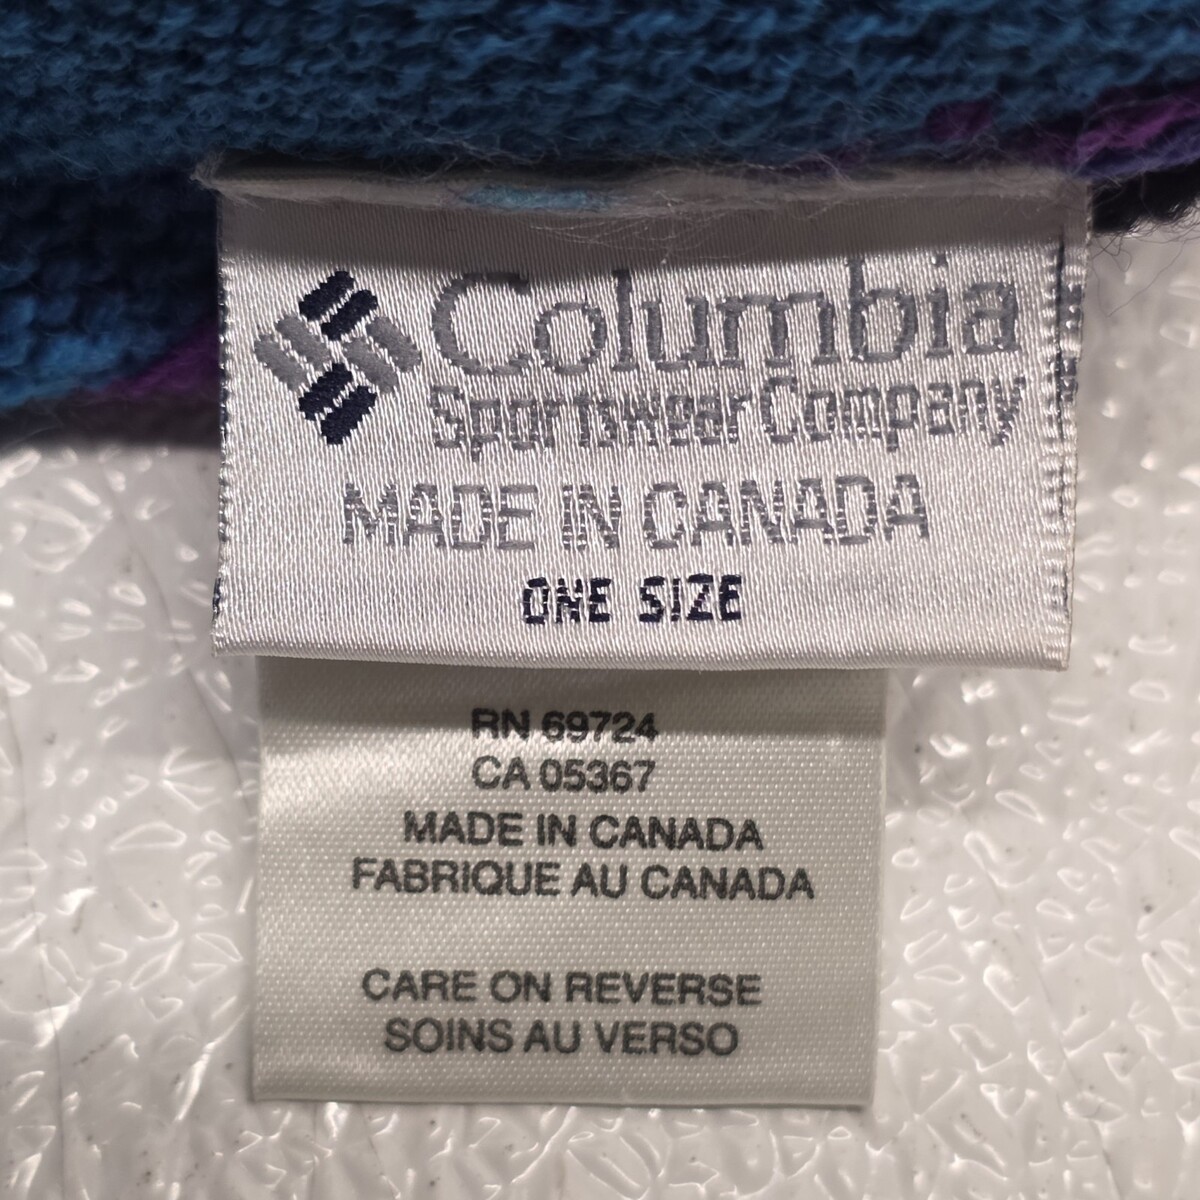 Columbia
Sportswear Company
MADE IN CANADA
ONE SIZE
RN 69724
CA 05367
MADE IN CANADA
FABRIQUE AU CANADA
CARE ON REVERSE
SOINS AU VERSO